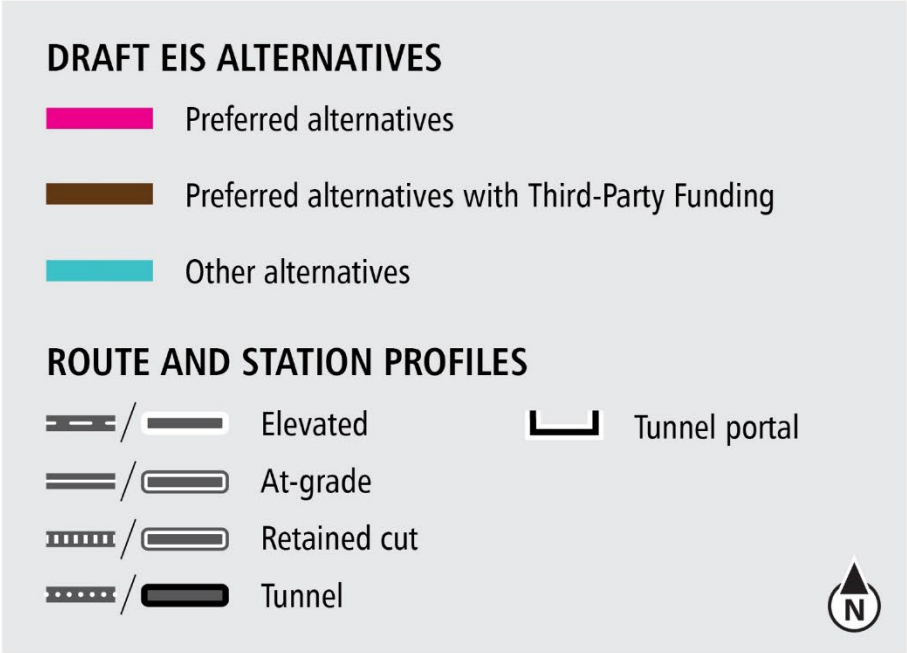 DRAFT EIS ALTERNATIVES
Preferred alternatives
Preferred alternatives with Third-Party Funding
Other alternatives
ROUTE AND STATION PROFILES
/ Elevated
Tunnel portal
/ At-grade
/ Retained cut
/ Tunnel
N